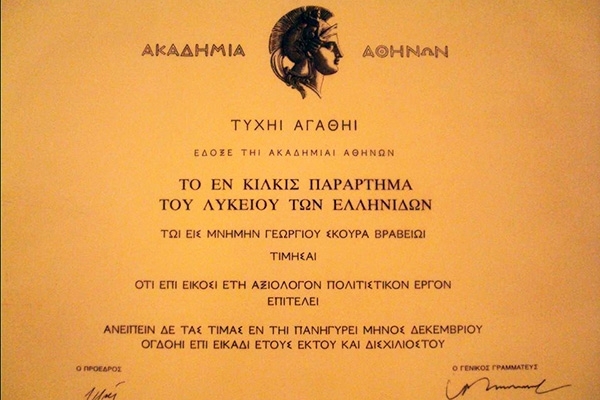 ΑΚΑΔΗΜΙΑ ΑΘΗΝΩΝ
ΤΥΧΗΙ ΑΓΑΘΗΙ
ΕΔΟΞΕ ΤΗΙ ΑΚΑΔΗΜΙΑΙ ΑΘΗΝΩΝ
ΤΟ ΕΝ ΚΙΛΚΙΣ ΠΑΡΑΡΤΗΜΑ
ΤΟΥ ΛΥΚΕΙΟΥ ΤΩΝ ΕΛΛΗΝΙΔΩΝ
ΤΩΙ ΕΙΣ ΜΝΗΜΗΝ ΓΕΩΡΓΙΟΥ ΣΚΟΥΡΑ ΒΡΑΒΕΙΩΙ
ΤΙΜΗΣΑΙ
ΟΤΙ ΕΠΙ ΕΙΚΟΣΙ ΕΤΗ ΑΞΙΟΛΟΓΟΝ ΠΟΛΙΤΙΣΤΙΚΟΝ ΕΡΓΟΝ
ΕΠΙΤΕΛΕΙ
ΑΝΕΙΠΕΙΝ ΔΕ ΤΑΣ ΤΙΜΑΣ ΕΝ ΤΗΙ ΠΑΝΗΓΥΡΕΙ ΜΗΝΟΣ ΔΕΚΕΜΒΡΙΟΥ
ΟΓΔΟΗΙ ΕΠΙ ΕΙΚΑΔΙ ΕΤΟΥΣ ΕΚΤΟΥ ΚΑΙ ΔΙΣΧΙΛΙΟΣΤΟΥ
Ο ΠΡΟΕΔΡΟΣ
Ο ΓΕΝΙΚΟΣ ΓΡΑΜΜΑΤΕΥΣ